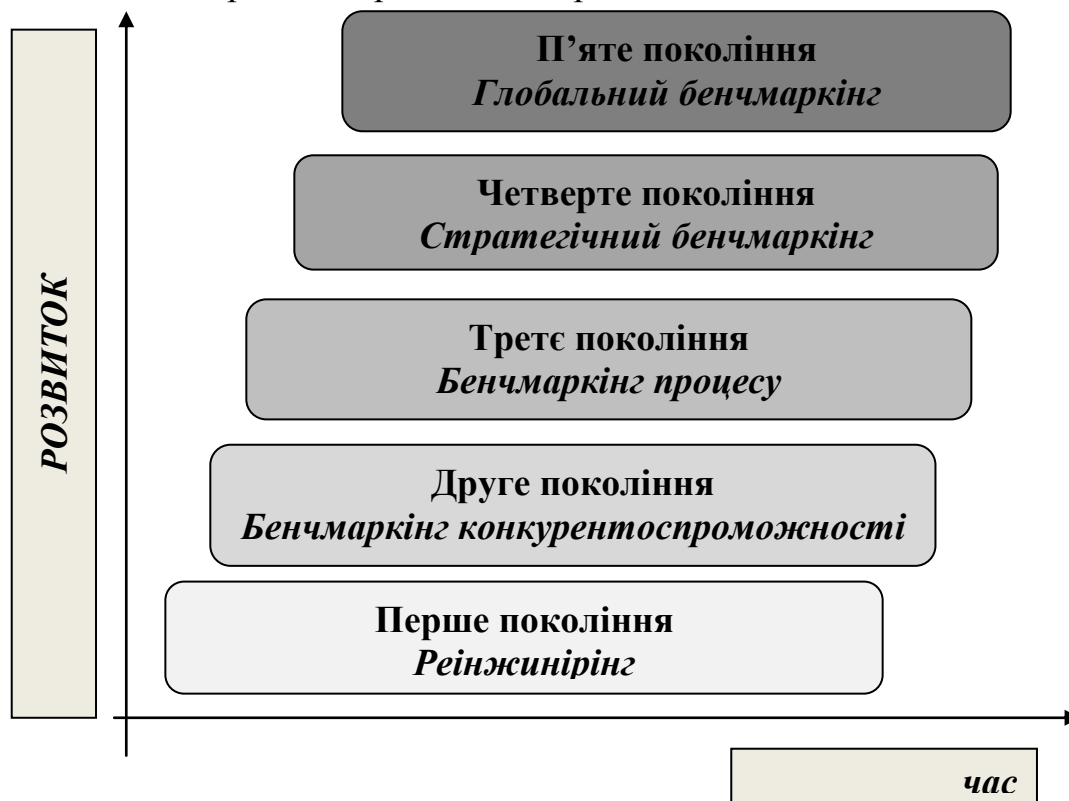 П’яте покоління
Глобальний бенчмаркінг
Четверте покоління
Стратегічний бенчмаркінг
Третє покоління
Бенчмаркінг процесу
Друге покоління
Бенчмаркінг конкурентоспроможності
Перше покоління
Реінжинірінг
РОЗВИТОК
час